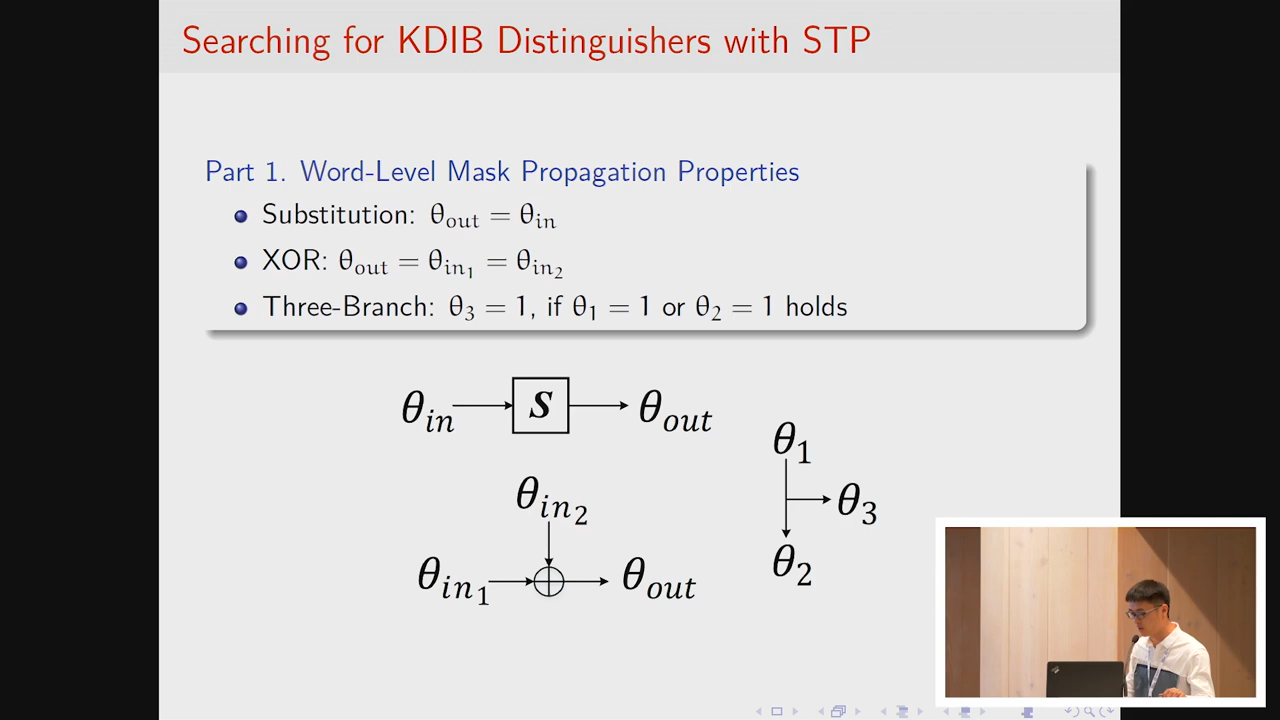 Searching for KDIB Distinguishers with STP
Part 1. Word-Level Mask Propagation Properties
Substitution: θout = θin
XOR: θout = θin1 = θin2
Three-Branch: θ3 = 1, if θ1 = 1 or θ2 = 1 holds
θin S θout
θ1
θin2
θ3
θin1 θout
θ2